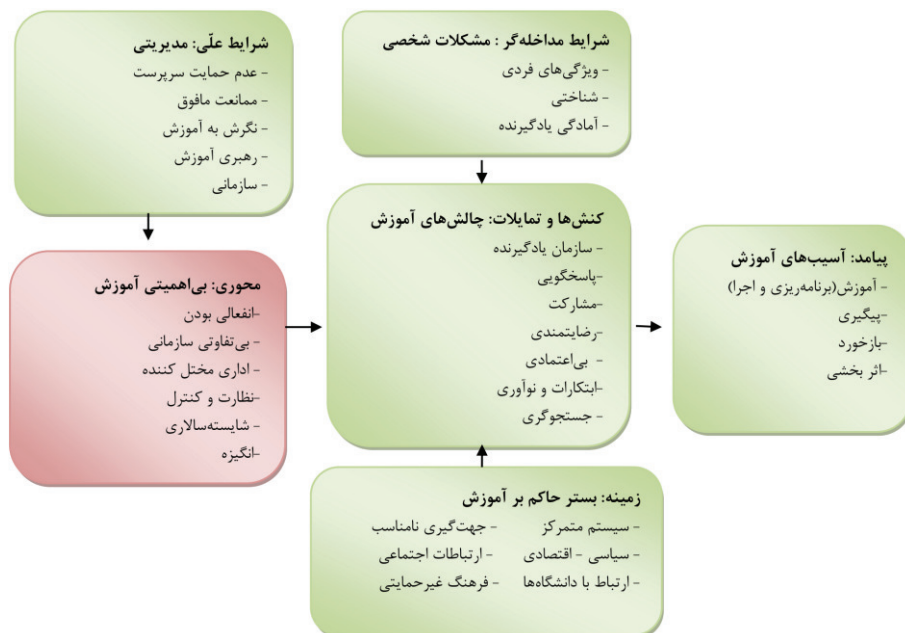 شرایط علّی: مدیریتی
- عدم حمایت سرپرست
- ممانعت مافوق
- نگرش به آموزش
- رهبری آموزش
- سازمانی
شرایط مداخله‌گر : مشکلات شخصی
- ویژگی‌های فردی
- شناختی
- آمادگی یادگیرنده
محوری: بی‌اهمیتی آموزش
-انفعالی بودن
- بی‌تفاوتی سازمانی
- اداری مختل کننده
-نظارت و کنترل
- شایسته‌سالاری
-انگیزه
کنش‌ها و تمایلات: چالش‌های آموزش
- سازمان یادگیرنده
-پاسخگویی
-مشارکت
-رضایتمندی
- بی‌اعتمادی
-ابتکارات و نوآوری
- جستجوگری
پیامد: آسیب‌های آموزش
- آموزش(برنامه‌ریزی و اجرا)
-پیگیری
-بازخورد
-اثر بخشی
زمینه: بستر حاکم بر آموزش
- سیستم متمرکز - جهت‌گیری نامناسب
- سیاسی - اقتصادی - ارتباطات اجتماعی
- ارتباط با دانشگاه‌ها - فرهنگ غیرحمایتی